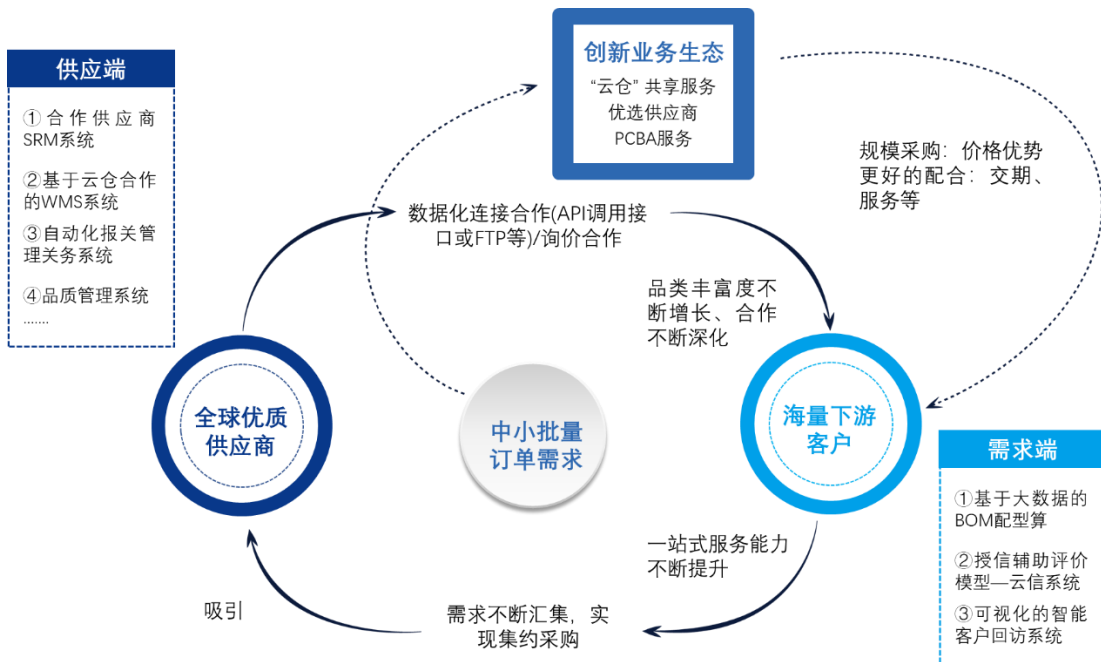 创新业务生态
“云仓” 共享服务
优选供应商
PCBA服务
供应端
①合作供应商
SRM系统
②基于云仓合作
的WMS系统
③自动化报关管
理关务系统
④品质管理系统
.......
规模采购：价格优势
更好的配合：交期、
服务等
数据化连接合作(API调用接
口或FTP等)/询价合作
品类丰富度不
断增长、合作
不断深化
全球优质
供应商
中小批量
订单需求
海量下游
客户
需求端
①基于大数据的
BOM配型算
②授信辅助评价
模型—云信系统
③可视化的智能
客户回访系统
一站式服务能力
不断提升
需求不断汇集，实
现集约采购
吸引